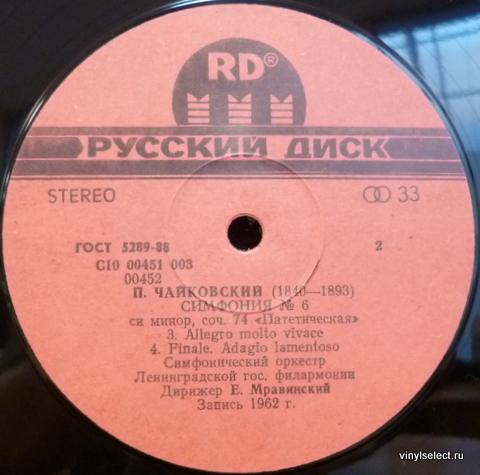 RD®
РУССКИЙ ДИСК
STEREO
33
ГОСТ 5289-88
2
С10 00451 003
00452
П. ЧАЙКОВСКИЙ (1840—1893)
СИМФОНИЯ № 6
си минор, соч. 74 «Патетическая»
3. Allegro molto vivace
4. Finale. Adagio lamentoso
Симфонический оркестр
Ленинградской гос. филармонии
Дирижер Е. Мравинский
Запись 1962 г.
vinylselect.ru